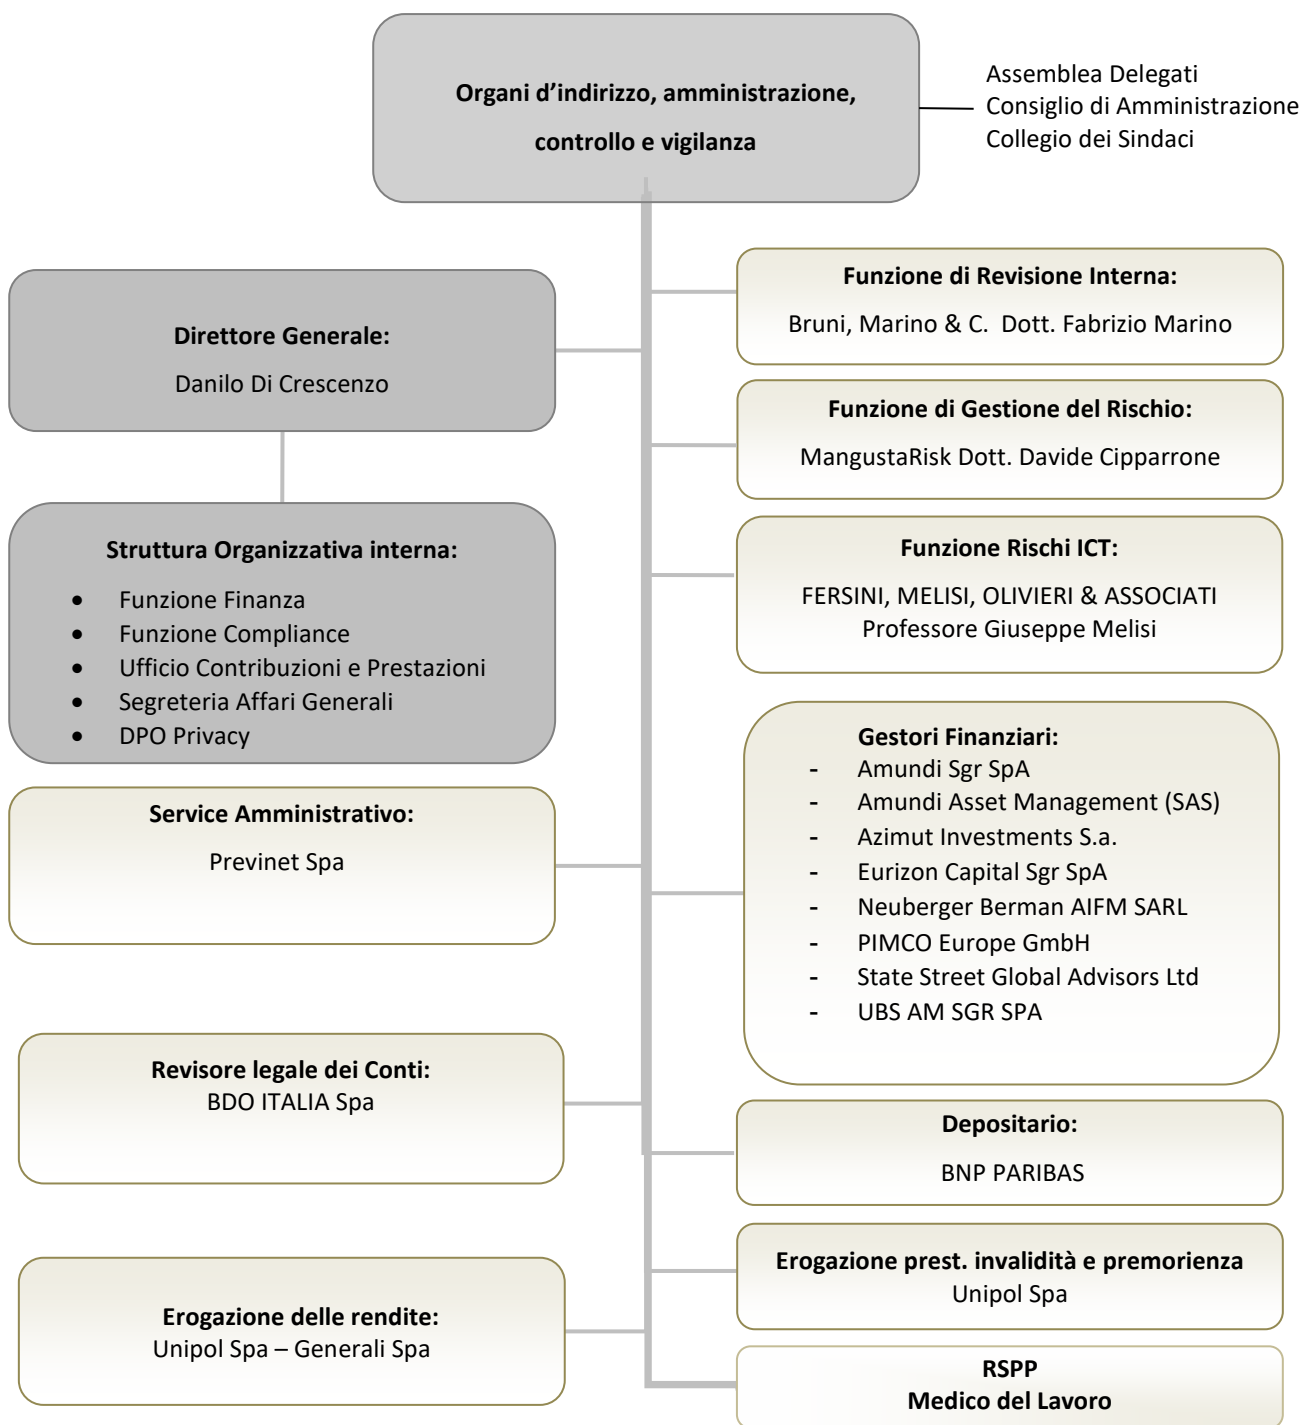 Organi d'indirizzo, amministrazione,
controllo e vigilanza
Assemblea Delegati
Consiglio di Amministrazione
Collegio dei Sindaci
Direttore Generale:
Danilo Di Crescenzo
Struttura Organizzativa interna:
• Funzione Finanza
• Funzione Compliance
• Ufficio Contribuzioni e Prestazioni
• Segreteria Affari Generali
• DPO Privacy
Service Amministrativo:
Previnet Spa
Revisore legale dei Conti:
BDO ITALIA Spa
Erogazione delle rendite:
Unipol Spa – Generali Spa
Funzione di Revisione Interna:
Bruni, Marino & C. Dott. Fabrizio Marino
Funzione di Gestione del Rischio:
MangustaRisk Dott. Davide Cipparrone
Funzione Rischi ICT:
FERSINI, MELISI, OLIVIERI & ASSOCIATI
Professore Giuseppe Melisi
Gestori Finanziari:
- Amundi Sgr SpA
- Amundi Asset Management (SAS)
- Azimut Investments S.a.
- Eurizon Capital Sgr SpA
- Neuberger Berman AIFM SARL
- PIMCO Europe GmbH
- State Street Global Advisors Ltd
- UBS AM SGR SPA
Depositario:
BNP PARIBAS
Erogazione prest. invalidità e premorienza
Unipol Spa
RSPP
Medico del Lavoro